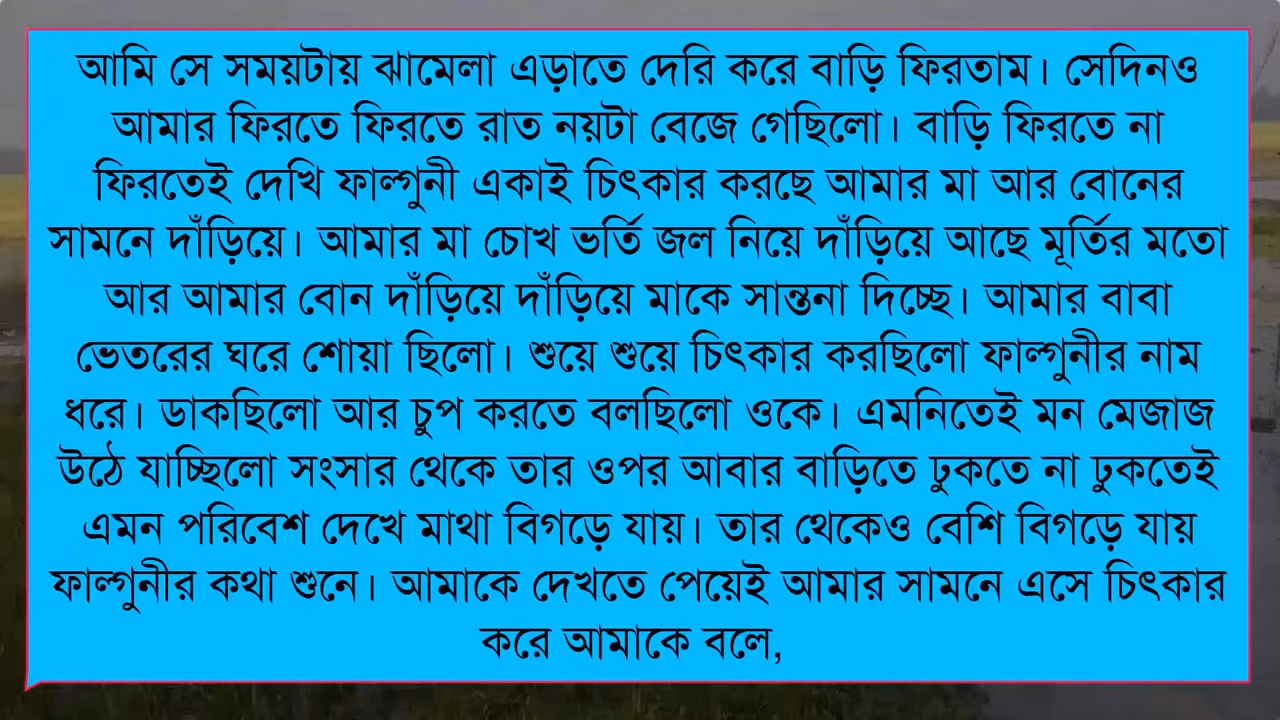 আমি সে সময়টায় ঝামেলা এড়াতে দেরি করে বাড়ি ফিরতাম। সেদিনও
আমার ফিরতে ফিরতে রাত নয়টা বেজে গেছিলো। বাড়ি ফিরতে না
ফিরতেই দেখি ফাল্গুনী একাই চিৎকার করছে আমার মা আর বোনের
সামনে দাঁড়িয়ে। আমার মা চোখ ভর্তি জল নিয়ে দাঁড়িয়ে আছে মূর্তির মতো
আর আমার বোন দাঁড়িয়ে দাঁড়িয়ে মাকে সান্তনা দিচ্ছে। আমার বাবা
ভেতরের ঘরে শোয়া ছিলো। শুয়ে শুয়ে চিৎকার করছিলো ফাল্গুনীর নাম
ধরে। ডাকছিলো আর চুপ করতে বলছিলো ওকে। এমনিতেই মন মেজাজ
উঠে যাচ্ছিলো সংসার থেকে তার ওপর আবার বাড়িতে ঢুকতে না ঢুকতেই
এমন পরিবেশ দেখে মাথা বিগড়ে যায়। তার থেকেও বেশি বিগড়ে যায়
ফাল্গুনীর কথা শুনে। আমাকে দেখতে পেয়েই আমার সামনে এসে চিৎকার
করে আমাকে বলে,